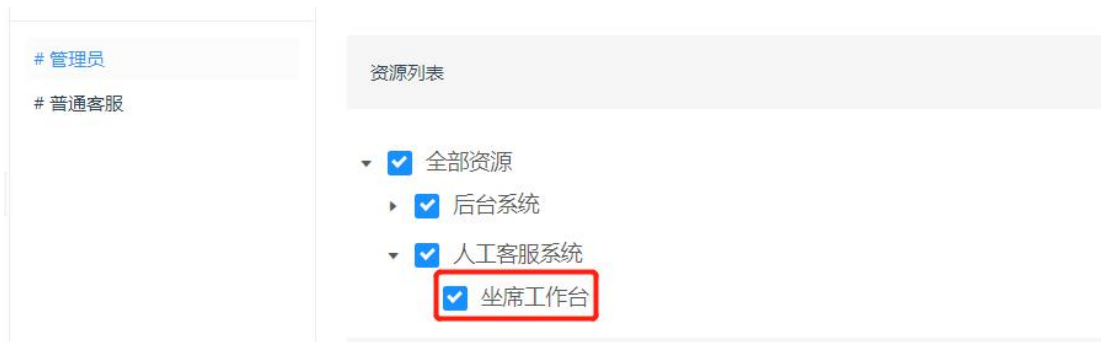 # 管理员
# 普通客服
资源列表
全部资源
后台系统
人工客服系统
坐席工作台